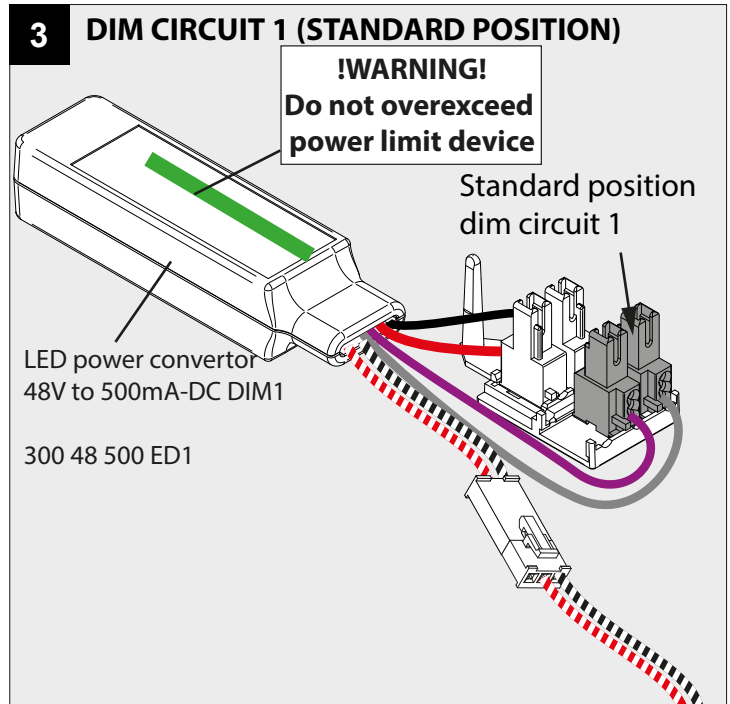 3
DIM CIRCUIT 1 (STANDARD POSITION)
!WARNING!
Do not overexceed
power limit device
Standard position
dim circuit 1
LED power convertor
48V to 500mA-DC DIM1
300 48 500 ED1